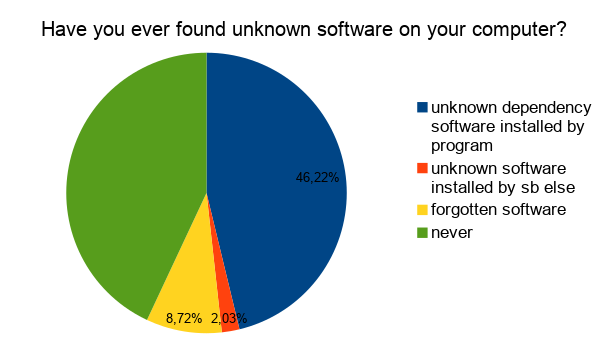 Have you ever found unknown software on your computer?
46,22%
8,72%
2,03%
unknown dependency
software installed by
program
unknown software
installed by sb else
forgotten software
never